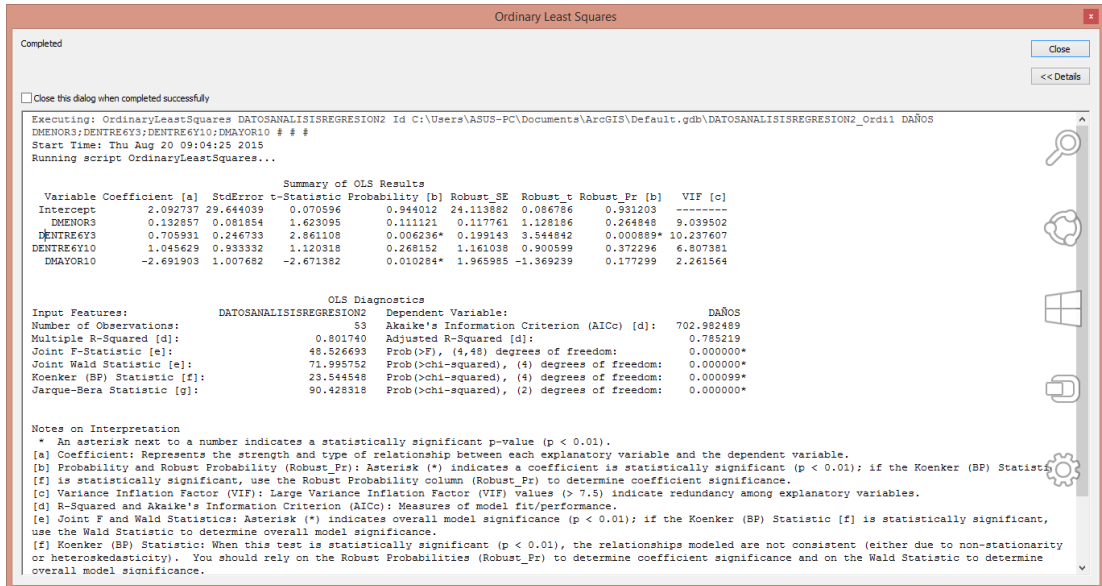 Ordinary Least Squares
x
Completed
Close
<< Details
Close this dialog when completed successfully
Executing: OrdinaryLeastSquares DATOSANALISISREGRESION2 Id C:\Users\ASUS-PC\Documents\ArcGIS\Default.gdb\DATOSANALISISREGRESION2_Ordi1 DAÑOS
DMENOR3;DENTRE6Y3;DENTRE6Y10;DMAYOR10 # # #
Start Time: Thu Aug 20 09:04:25 2015
Running script OrdinaryLeastSquares...
Summary of OLS Results
Variable Coefficient [a] StdError t-Statistic Probability [b] Robust_SE Robust_t Robust_Pr [b] VIF [c]
Intercept 2.092737 29.644039 0.070596 0.944012 24.113882 0.086786 0.931203 --------
DMENOR3 0.132857 0.081854 1.623095 0.111121 0.117761 1.128186 0.264848 9.039502
DENTRE6Y3 0.705931 0.246733 2.861108 0.006236* 0.199143 3.544842 0.000889* 10.237607
DENTRE6Y10 1.045629 0.933332 1.120318 0.268152 1.161038 0.900599 0.372296 6.807381
DMAYOR10 -2.691903 1.007682 -2.671382 0.010284* 1.965985 -1.369239 0.177299 2.261564
OLS Diagnostics
Input Features: DATOSANALISISREGRESION2 Dependent Variable: DAÑOS
Number of Observations: 53 Akaike's Information Criterion (AICc) [d]: 702.982489
Multiple R-Squared [d]: 0.801740 Adjusted R-Squared [d]: 0.785219
Joint F-Statistic [e]: 48.526693 Prob(>F), (4,48) degrees of freedom: 0.000000*
Joint Wald Statistic [e]: 71.995752 Prob(>chi-squared), (4) degrees of freedom: 0.000000*
Koenker (BP) Statistic [f]: 23.544548 Prob(>chi-squared), (4) degrees of freedom: 0.000099*
Jarque-Bera Statistic [g]: 90.428318 Prob(>chi-squared), (2) degrees of freedom: 0.000000*
Notes on Interpretation
* An asterisk next to a number indicates a statistically significant p-value (p < 0.01).
[a] Coefficient: Represents the strength and type of relationship between each explanatory variable and the dependent variable.
[b] Probability and Robust Probability (Robust_Pr): Asterisk (*) indicates a coefficient is statistically significant (p < 0.01); if the Koenker (BP) Statisti
[f] is statistically significant, use the Robust Probability column (Robust_Pr) to determine coefficient significance.
[c] Variance Inflation Factor (VIF): Large Variance Inflation Factor (VIF) values (> 7.5) indicate redundancy among explanatory variables.
[d] R-Squared and Akaike's Information Criterion (AICc): Measures of model fit/performance.
[e] Joint F and Wald Statistics: Asterisk (*) indicates overall model significance (p < 0.01); if the Koenker (BP) Statistic [f] is statistically significant,
use the Wald Statistic to determine overall model significance.
[f] Koenker (BP) Statistic: When this test is statistically significant (p < 0.01), the relationships modeled are not consistent (either due to non-stationarity
or heteroskedasticity). You should rely on the Robust Probabilities (Robust_Pr) to determine coefficient significance and on the Wald Statistic to determine
overall model significance.